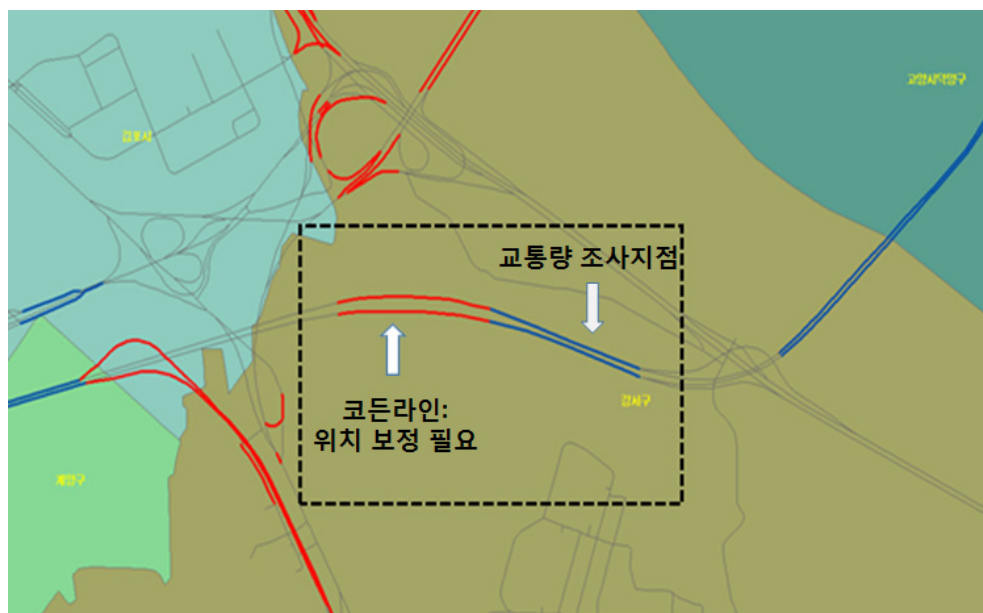 고양시덕양구
김포시
교통량 조사지점
코든라인:
위치 보정 필요
강서구
계양구